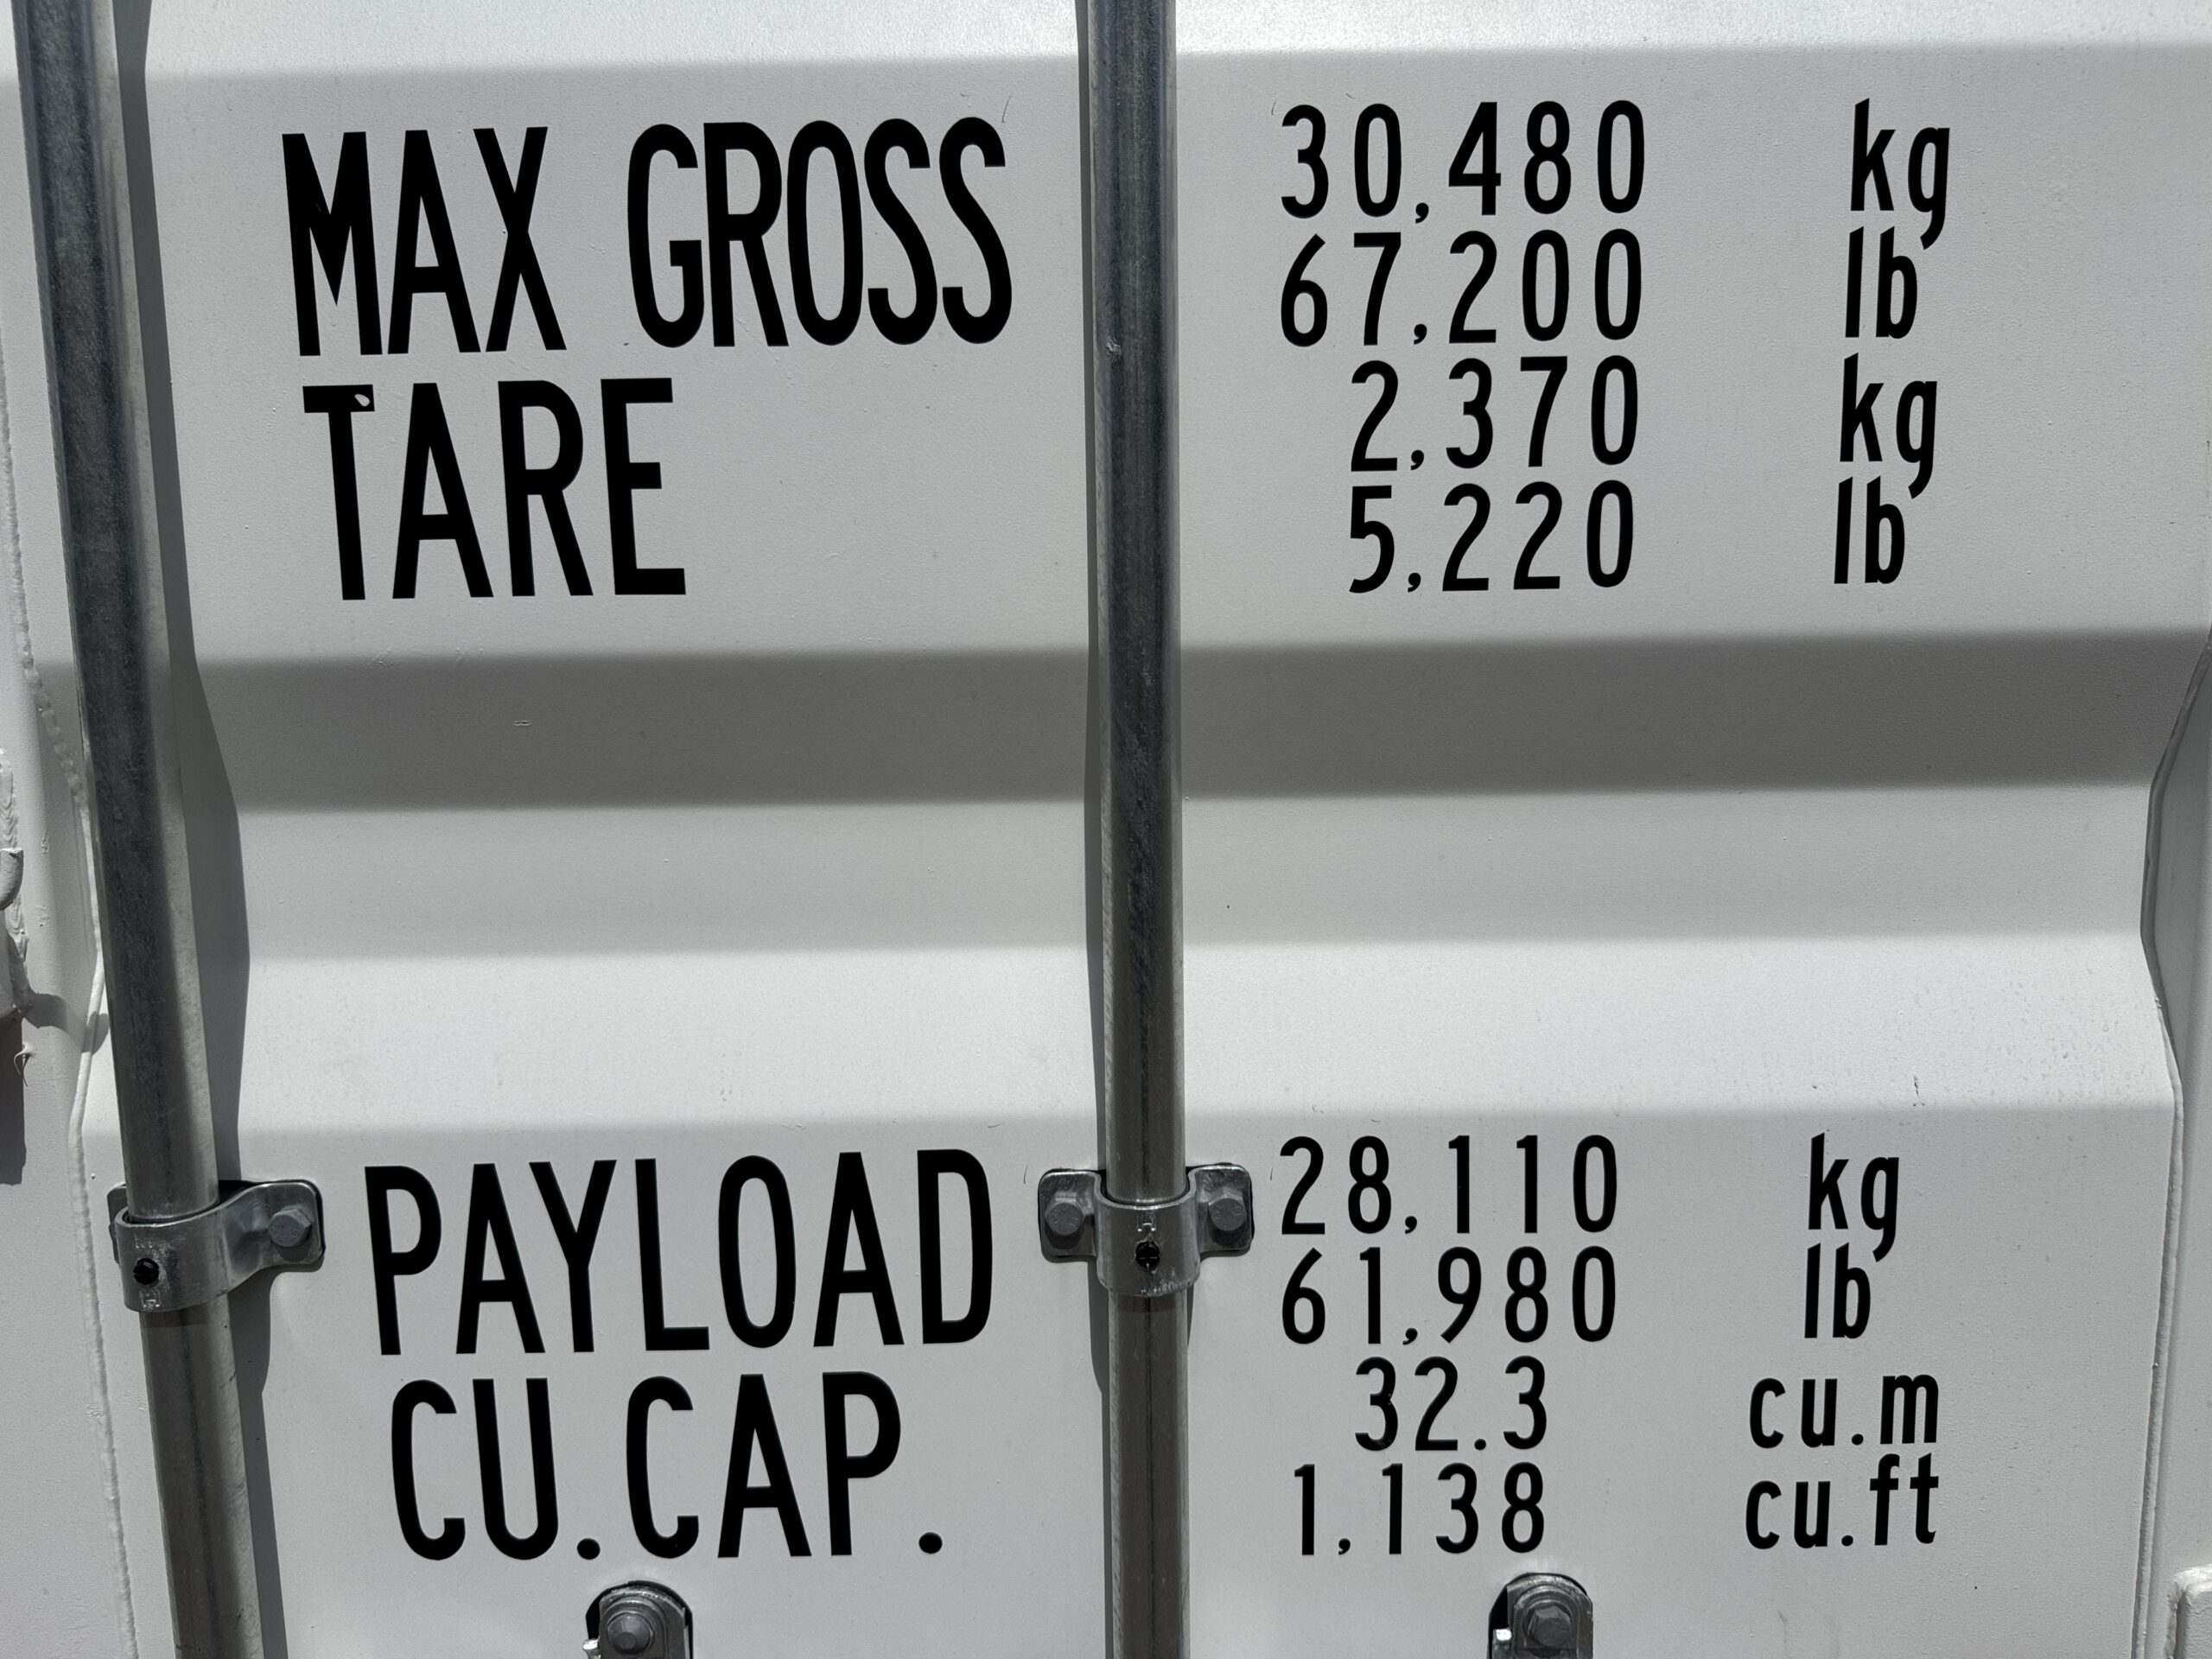 MAX GROSS 30,480 kg
67,200 lb
TARE 2,370 kg
5,220 lb
PAYLOAD 28,110 kg
61,980 lb
CU.CAP. 32.3 cu.m
1,138 cu.ft